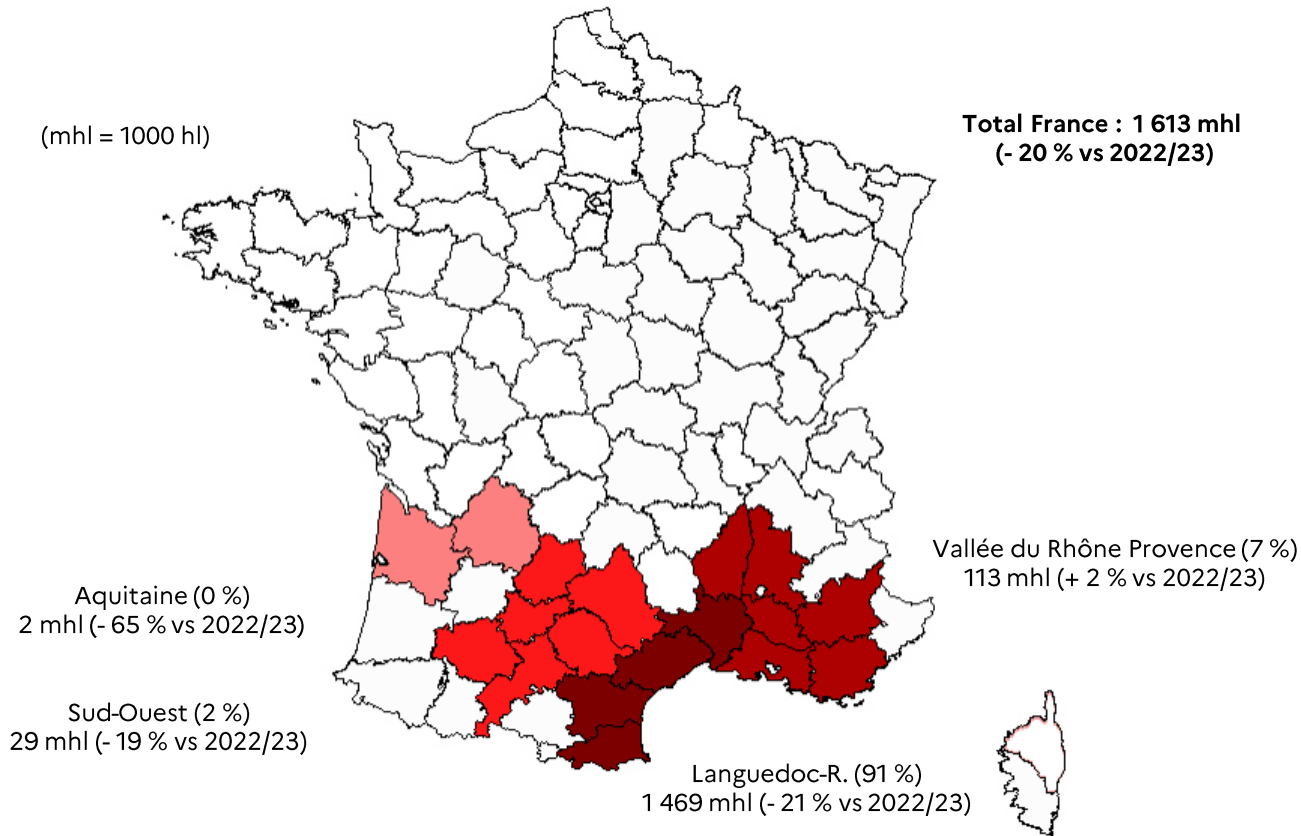 (mhl = 1000 hl)
Total France : 1 613 mhl
(- 20 % vs 2022/23)
Vallée du Rhône Provence (7 %)
113 mhl (+ 2 % vs 2022/23)
Aquitaine (0 %)
2 mhl (- 65 % vs 2022/23)
Sud-Ouest (2 %)
29 mhl (- 19 % vs 2022/23)
Languedoc-R. (91 %)
1 469 mhl (- 21 % vs 2022/23)